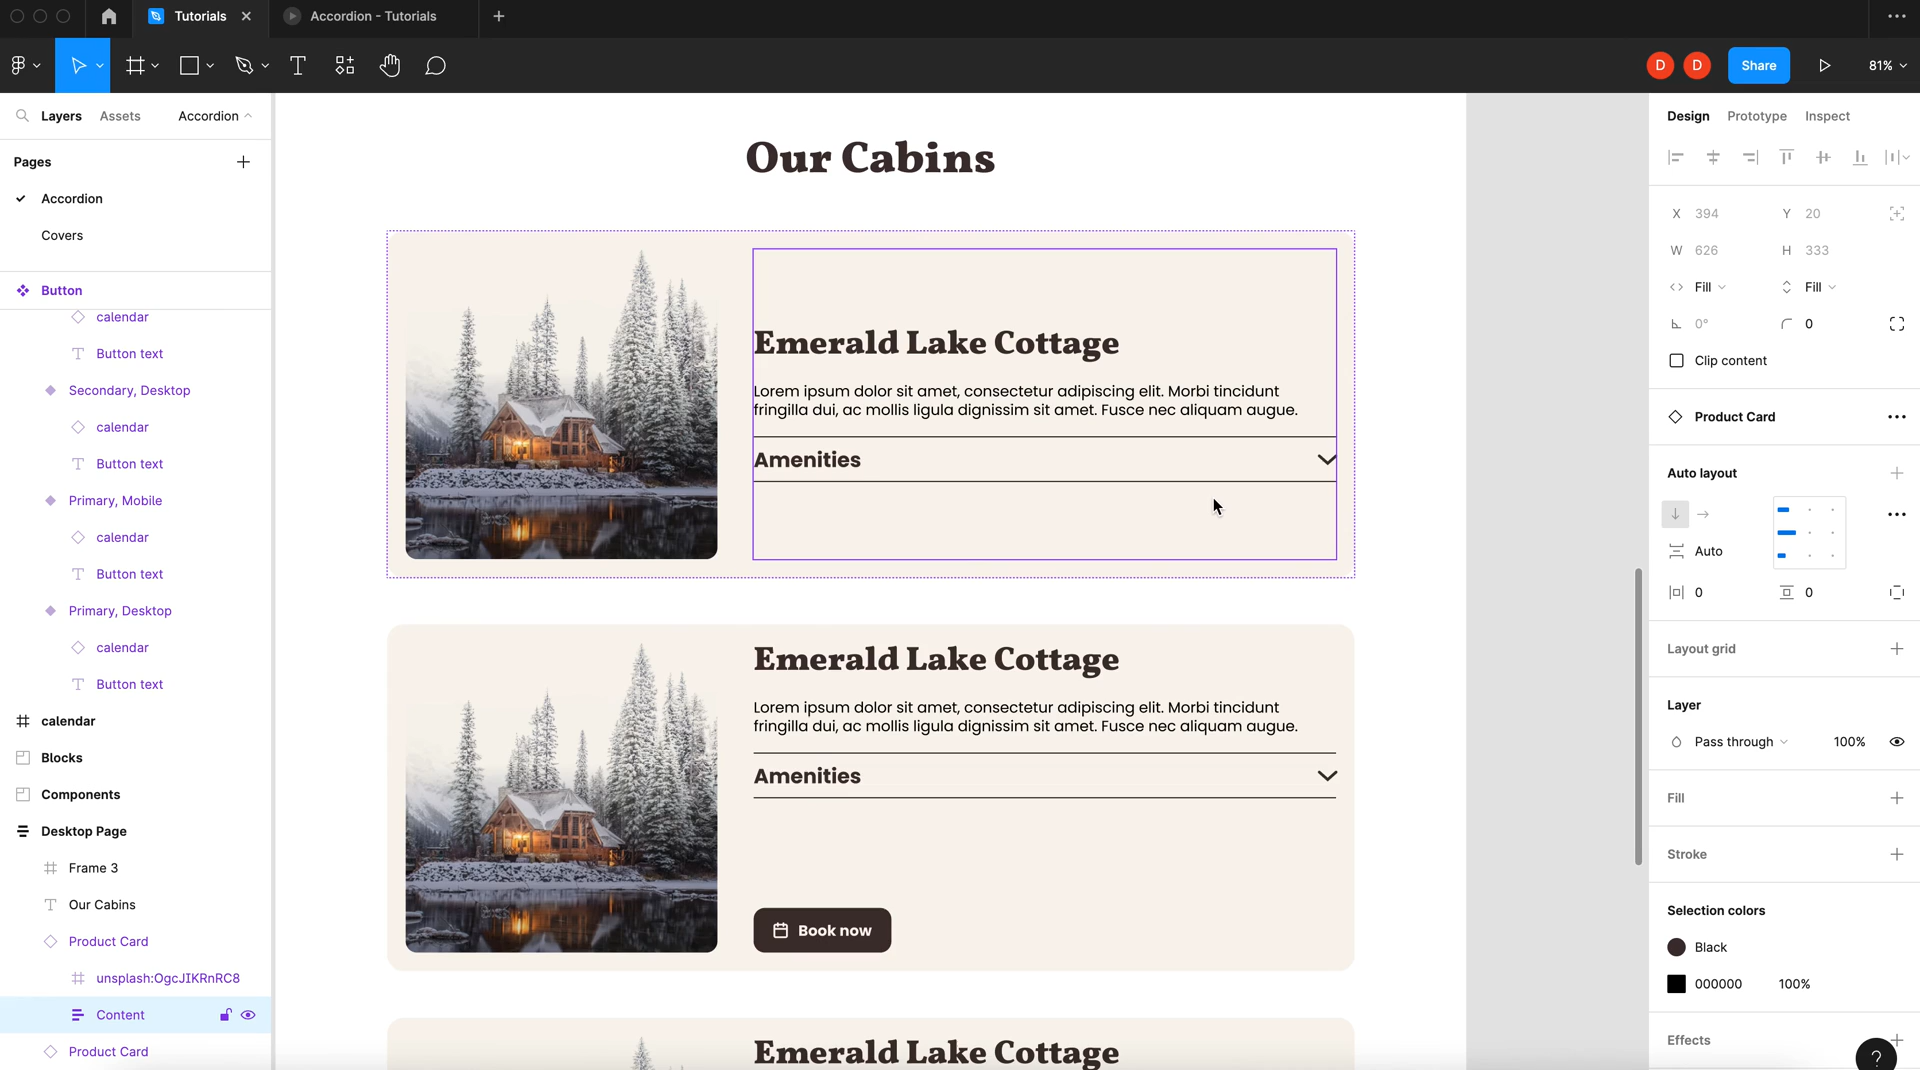 Tutorials
Accordion - Tutorials
D
D
Share
81%
Layers
Assets
Accordion
Pages
Accordion
Covers
Button
calendar
Button text
Secondary, Desktop
calendar
Button text
Primary, Mobile
calendar
Button text
Primary, Desktop
calendar
Button text
calendar
Blocks
Components
Desktop Page
Frame 3
Our Cabins
Product Card
unsplash:OgcJIKRnRC8
Content
Product Card
Our Cabins
Emerald Lake Cottage
Lorem ipsum dolor sit amet, consectetur adipiscing elit. Morbi tincidunt
fringilla dui, ac mollis ligula dignissim sit amet. Fusce nec aliquam augue.
Amenities
Emerald Lake Cottage
Lorem ipsum dolor sit amet, consectetur adipiscing elit. Morbi tincidunt
fringilla dui, ac mollis ligula dignissim sit amet. Fusce nec aliquam augue.
Amenities
Book now
Emerald Lake Cottage
Design
Prototype
Inspect
X 394
Y 20
W 626
H 333
Fill
Fill
0°
0
Clip content
Product Card
Auto layout
Auto
0
0
Layout grid
Layer
Pass through
100%
Fill
Stroke
Selection colors
Black
000000
100%
Effects
?